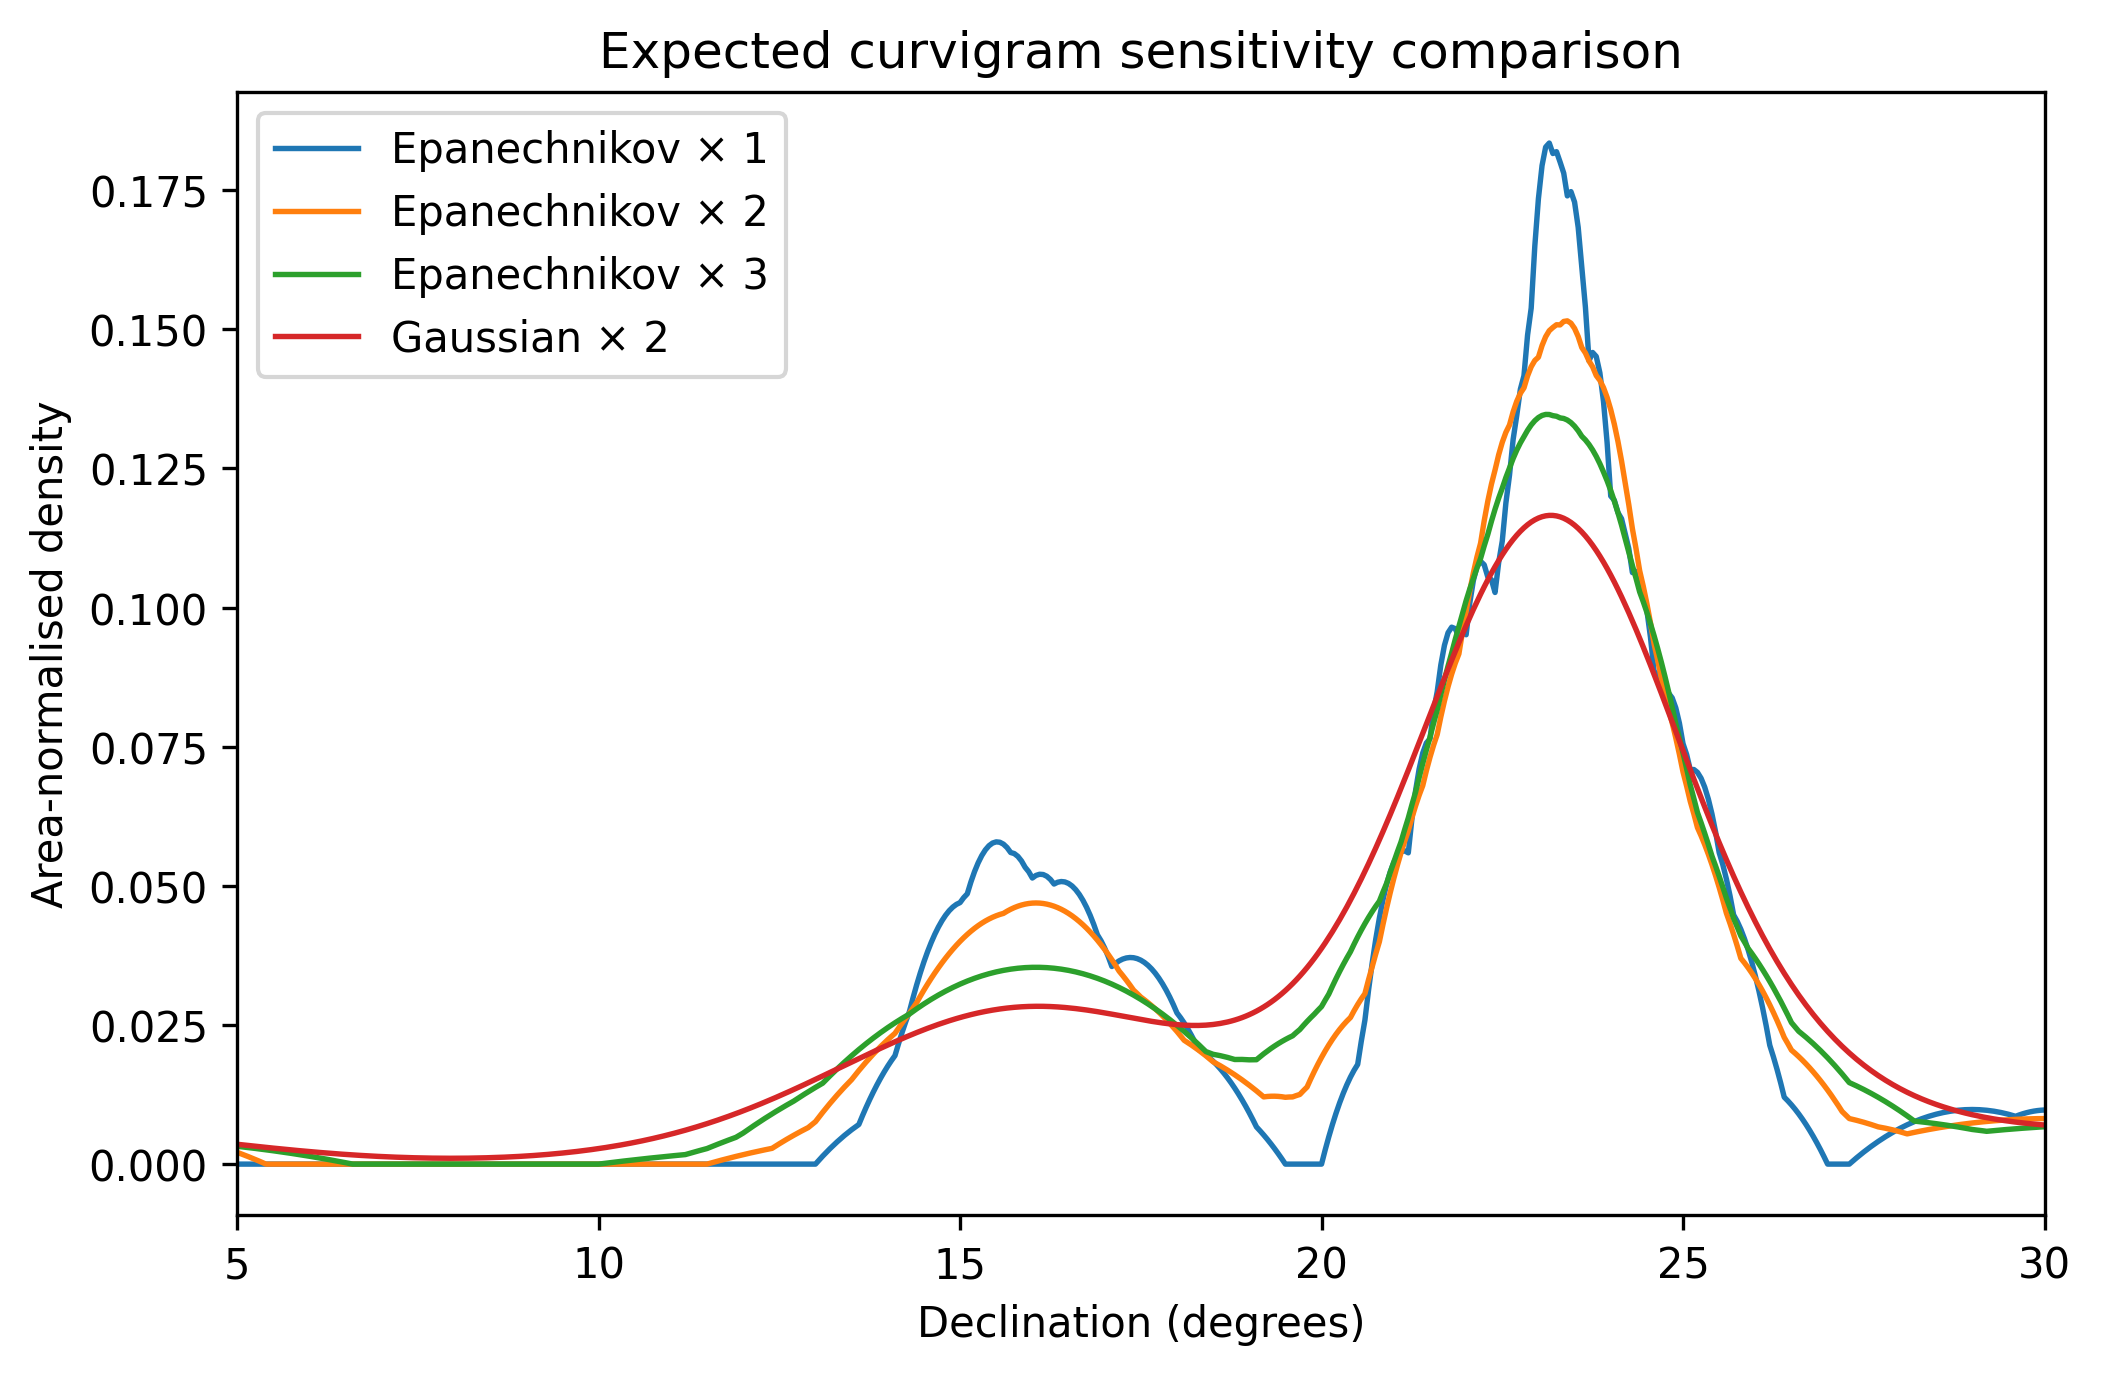 Expected curvigram sensitivity comparison
Epanechnikov × 1
Epanechnikov × 2
Epanechnikov × 3
Gaussian × 2
Area-normalised density
0.175
0.150
0.125
0.100
0.075
0.050
0.025
0.000
5 10 15 20 25 30
Declination (degrees)